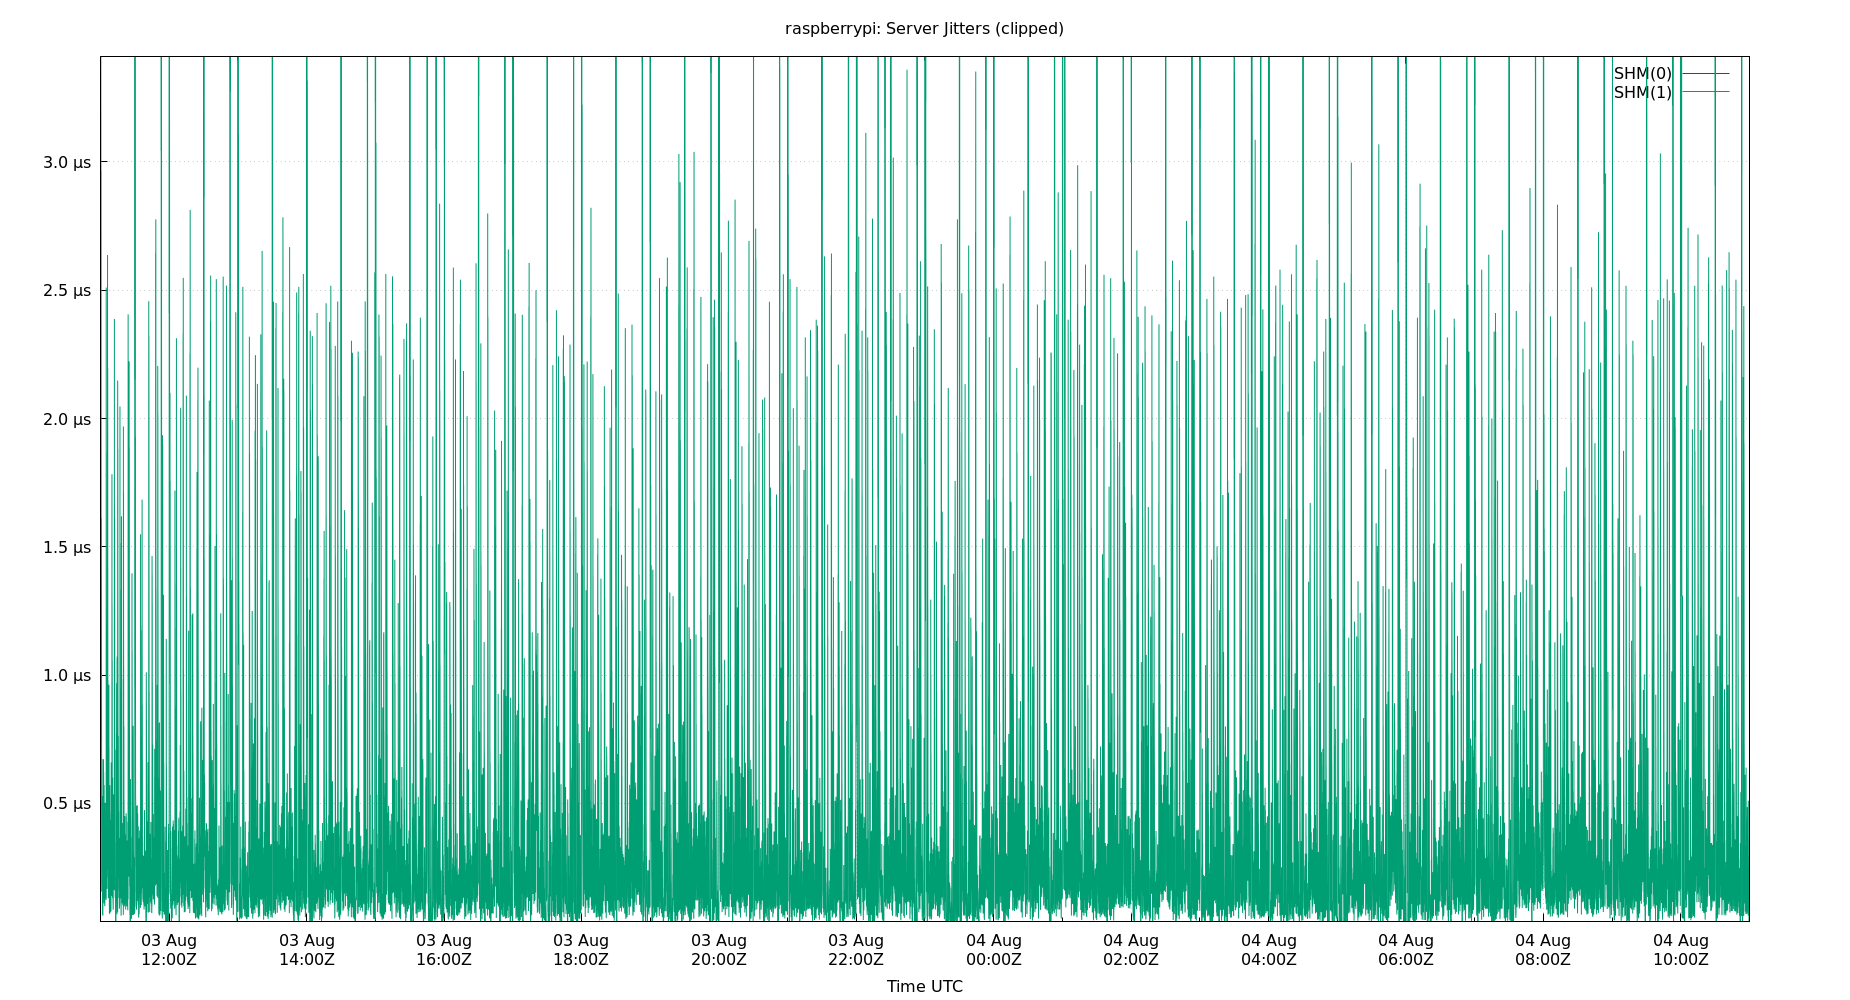 raspberrypi: Server Jitters (clipped)
SHM(0)
SHM(1)
3.0 µs
2.5 µs
2.0 µs
1.5 µs
1.0 µs
0.5 µs
03 Aug 03 Aug 03 Aug 03 Aug 03 Aug 03 Aug 04 Aug 04 Aug 04 Aug 04 Aug 04 Aug 04 Aug
12:00Z 14:00Z 16:00Z 18:00Z 20:00Z 22:00Z 00:00Z 02:00Z 04:00Z 06:00Z 08:00Z 10:00Z
Time UTC